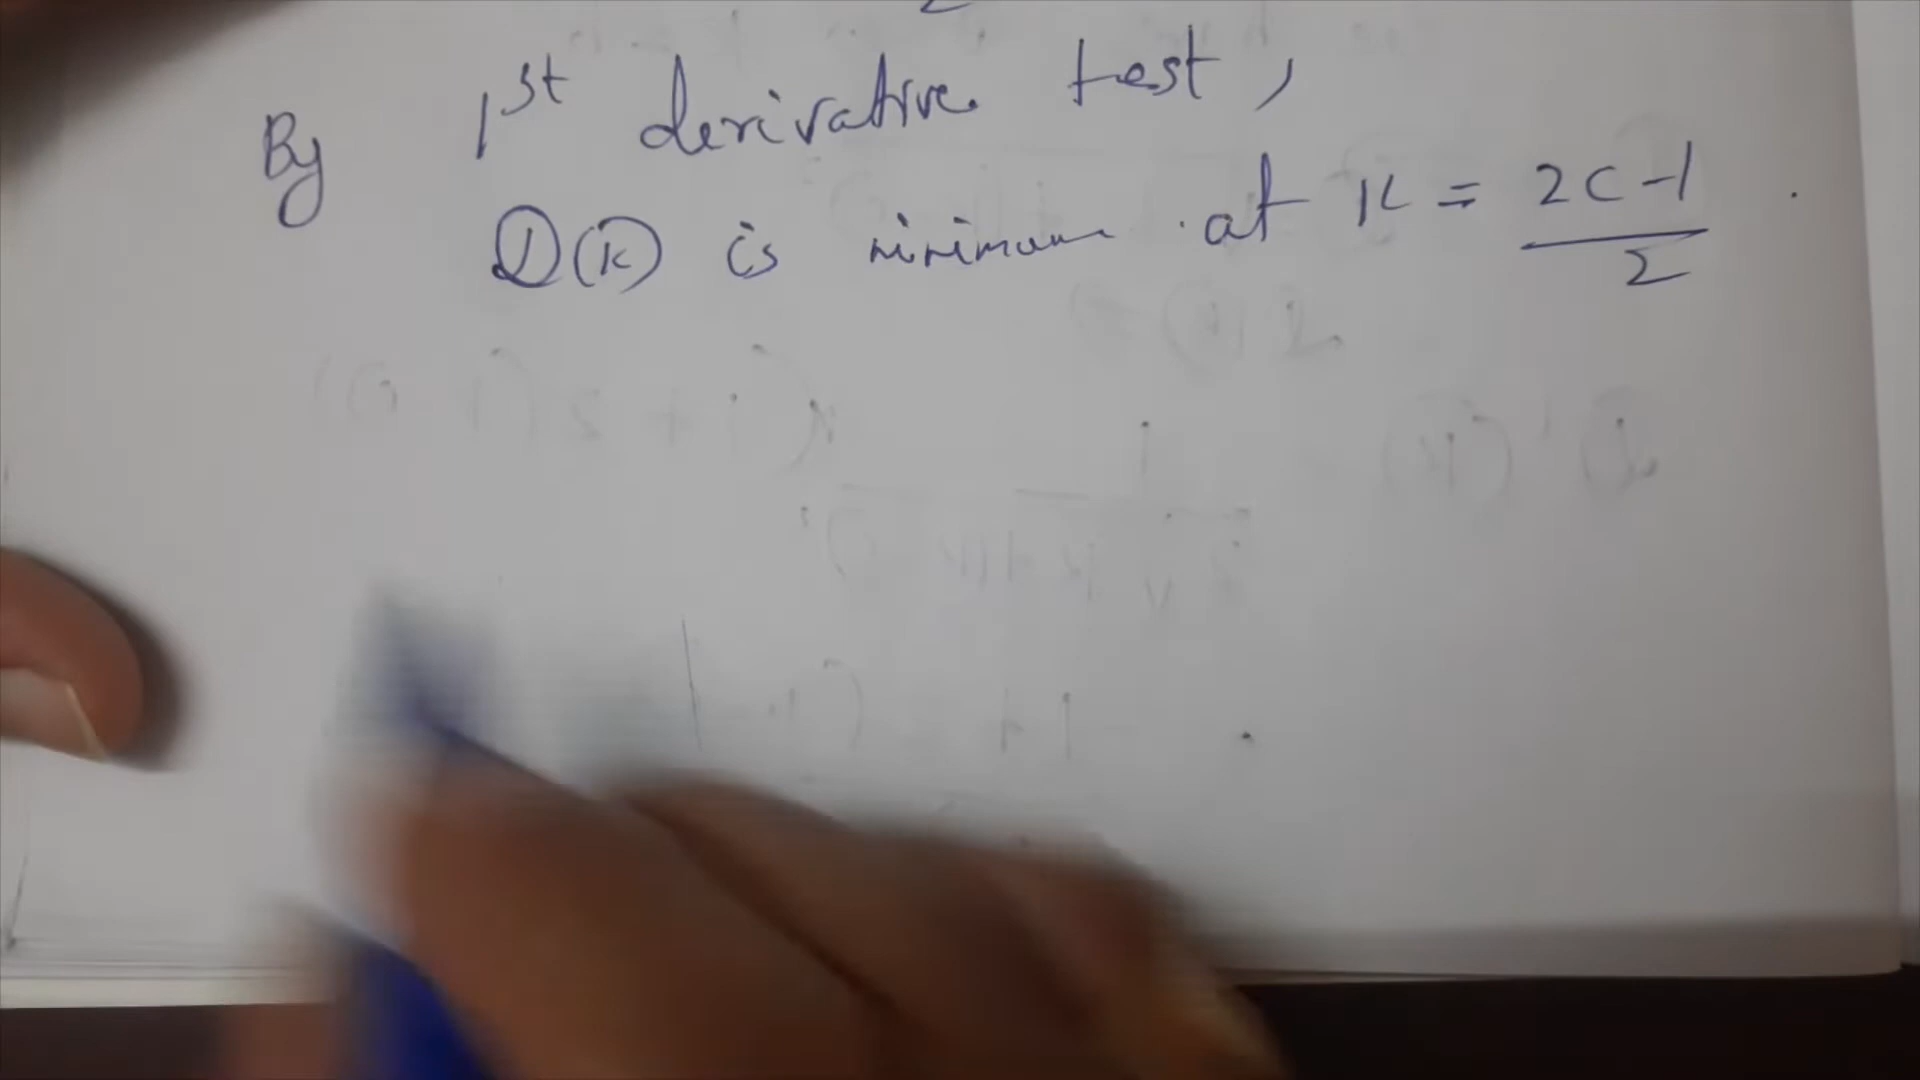 By 1st derivative test,
D(k) is minimum at k = 2c-1
2